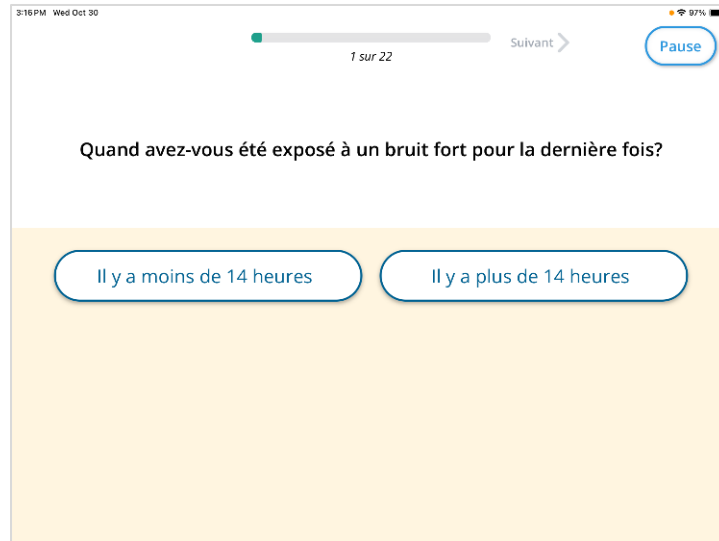 3:16 PM Wed Oct 30
97%
1 sur 22
Suivant
Pause
Quand avez-vous été exposé à un bruit fort pour la dernière fois?
Il y a moins de 14 heures
Il y a plus de 14 heures